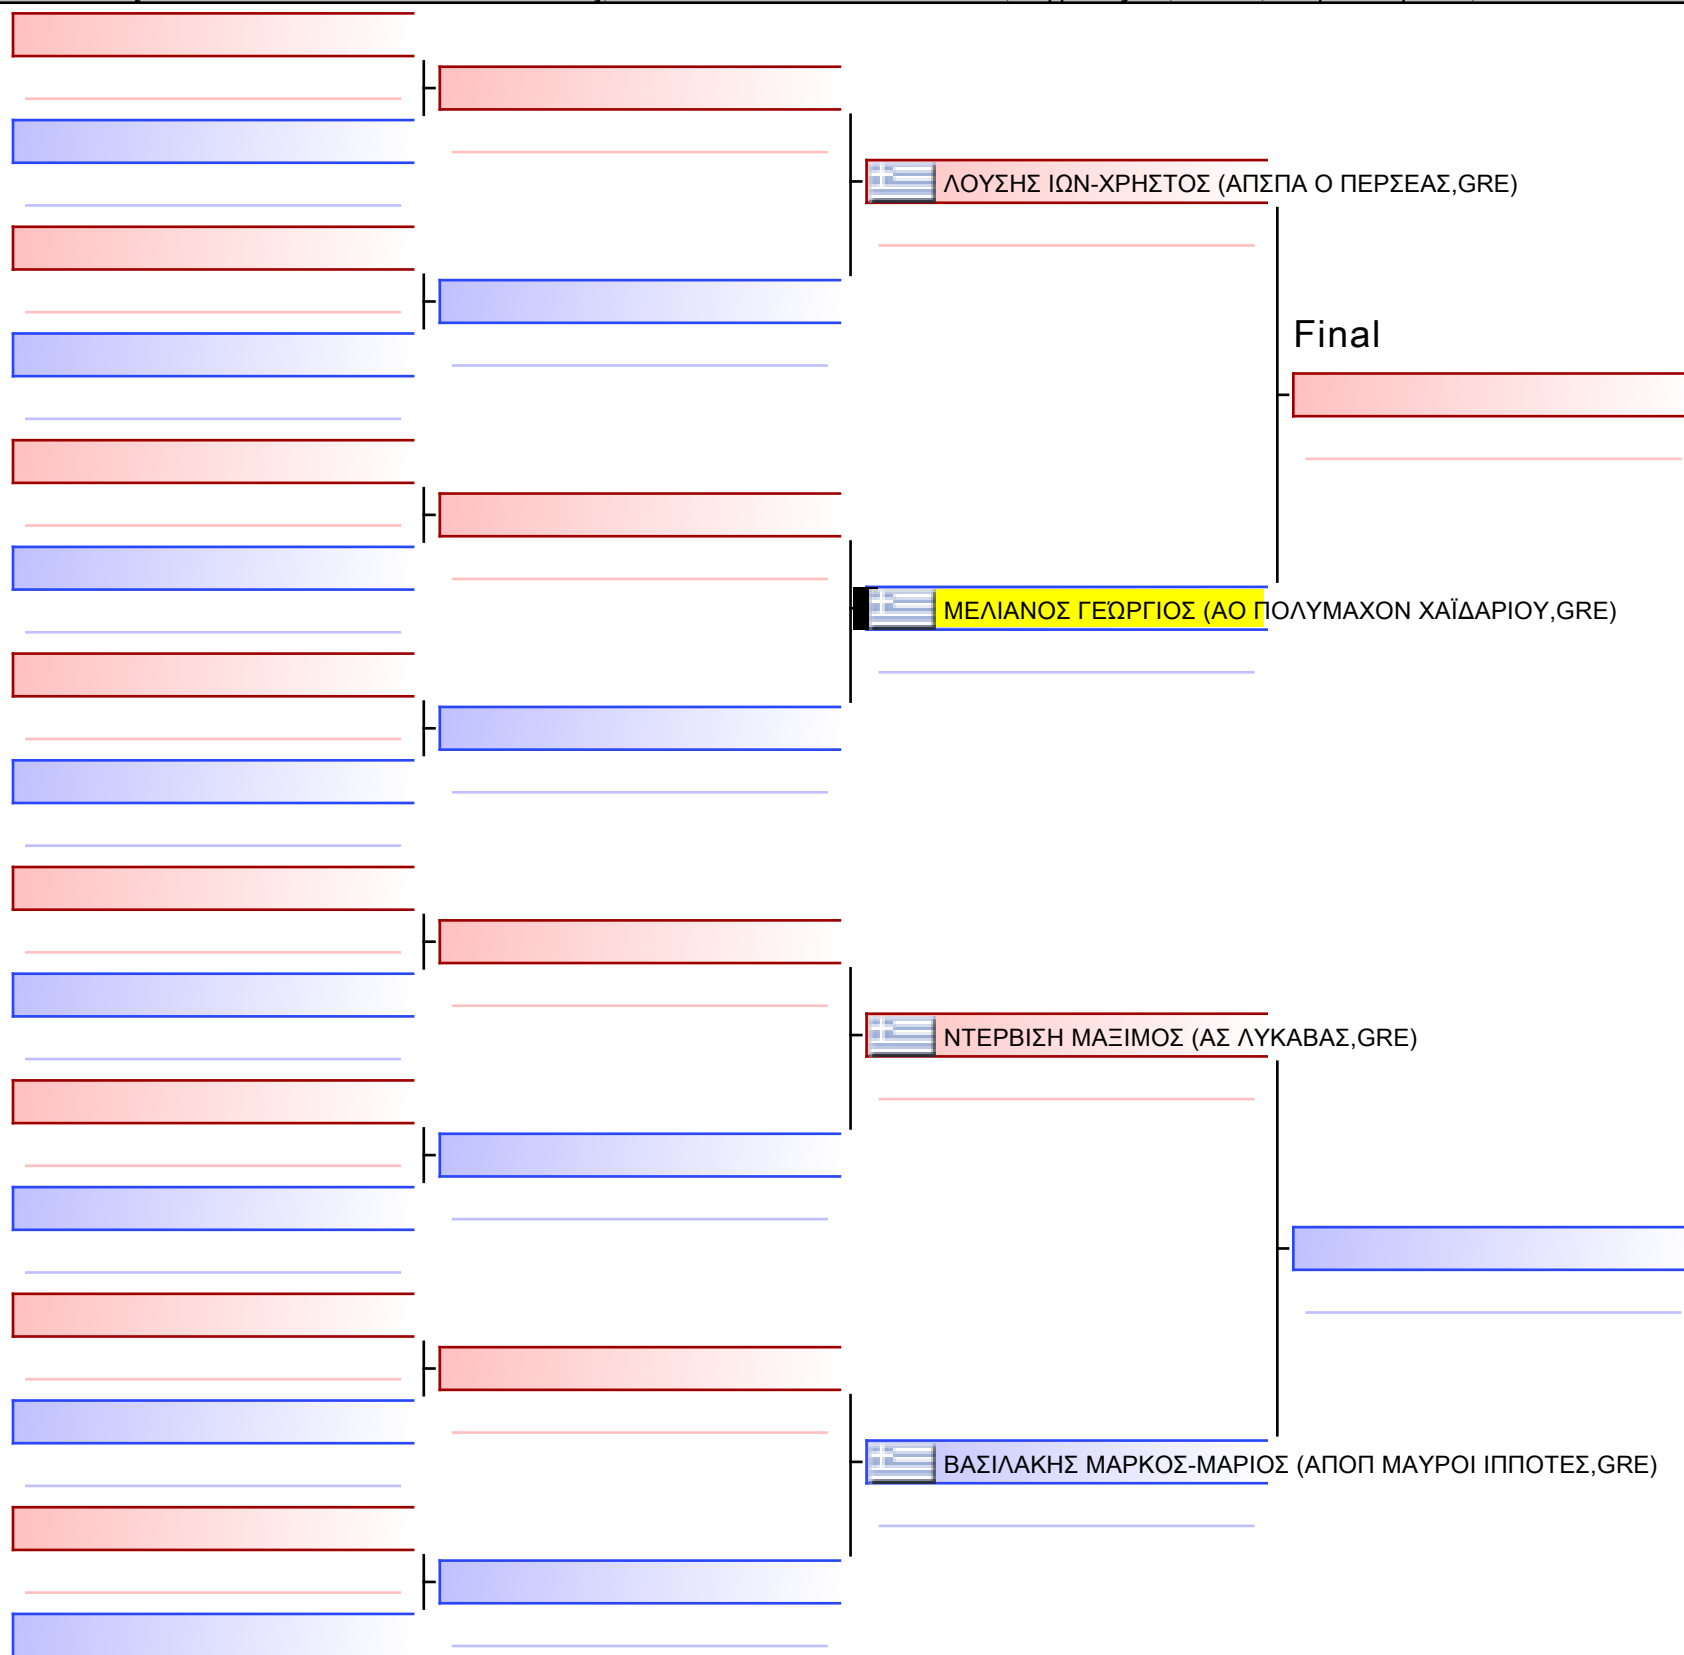 ΛΟΥΣΗΣ ΙΩΝ-ΧΡΗΣΤΟΣ (ΑΠΣΠΑ Ο ΠΕΡΣΕΑΣ,GRE)
Final
ΜΕΛΙΑΝΟΣ ΓΕΏΡΓΙΟΣ (ΑΟ ΠΟΛΥΜΑΧΟΝ ΧΑΪΔΑΡΙΟΥ,GRE)
ΝΤΕΡΒΙΣΗ ΜΑΞΙΜΟΣ (ΑΣ ΛΥΚΑΒΑΣ,GRE)
ΒΑΣΙΛΑΚΗΣ ΜΑΡΚΟΣ-ΜΑΡΙΟΣ (ΑΠΟΠ ΜΑΥΡΟΙ ΙΠΠΟΤΕΣ,GRE)